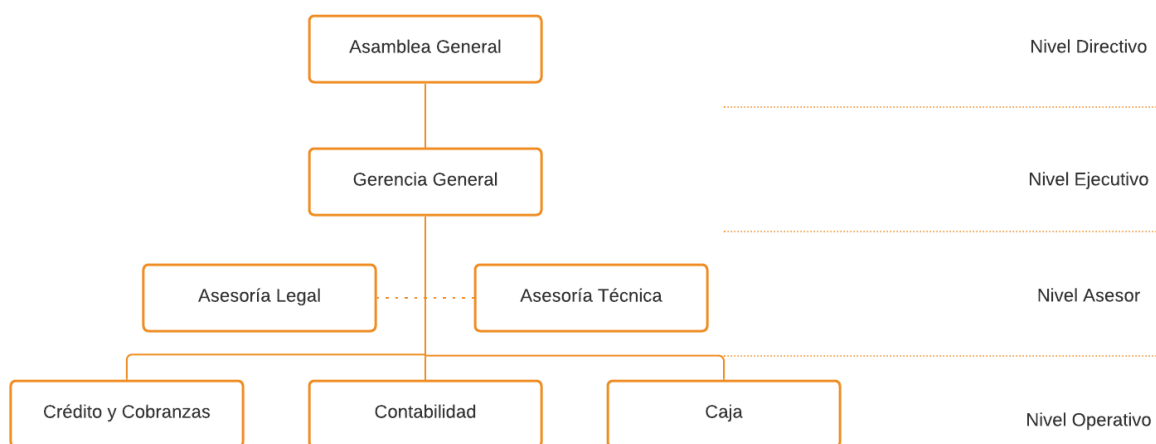 Asamblea General
Nivel Directivo
Gerencia General
Nivel Ejecutivo
Asesoría Legal
Asesoría Técnica
Nivel Asesor
Crédito y Cobranzas
Contabilidad
Caja
Nivel Operativo